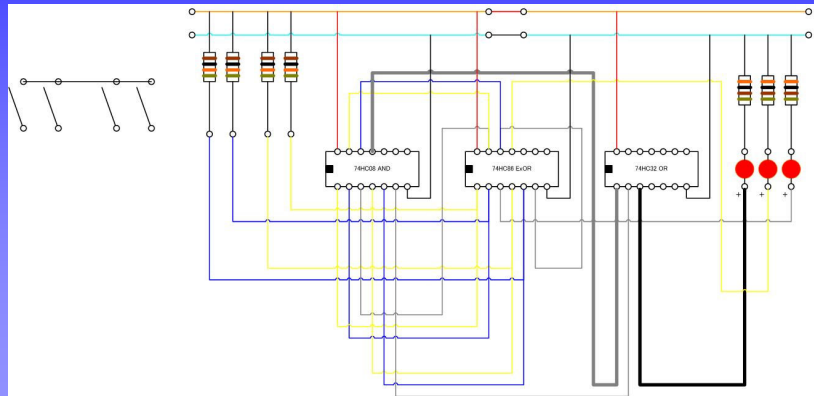 74HC08 AND
74HC86 ExOR
74HC32 OR
+
+
+